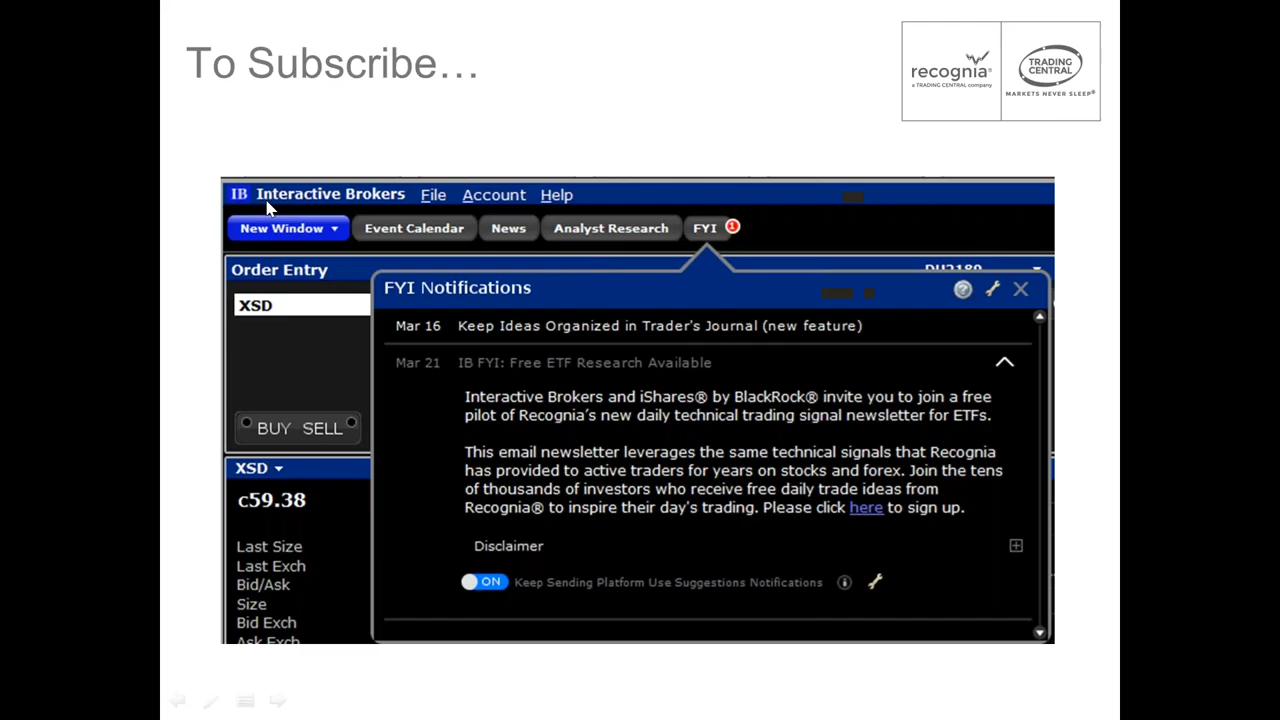 To Subscribe…
recognia®
a TRADING CENTRAL company
TRADING
CENTRAL
MARKETS NEVER SLEEP®
IB Interactive Brokers File Account Help
New Window Event Calendar News Analyst Research FYI 1
Order Entry
FYI Notifications
XSD
Mar 16 Keep Ideas Organized in Trader's Journal (new feature)
Mar 21 IB FYI: Free ETF Research Available
Interactive Brokers and iShares® by BlackRock® invite you to join a free
pilot of Recognia's new daily technical trading signal newsletter for ETFs.
This email newsletter leverages the same technical signals that Recognia
has provided to active traders for years on stocks and forex. Join the tens
of thousands of investors who receive free daily trade ideas from
Recognia® to inspire their day's trading. Please click here to sign up.
Disclaimer
ON Keep Sending Platform Use Suggestions Notifications
BUY SELL
XSD
c59.38
Last Size
Last Exch
Bid/Ask
Size
Bid Exch
Ask Exch